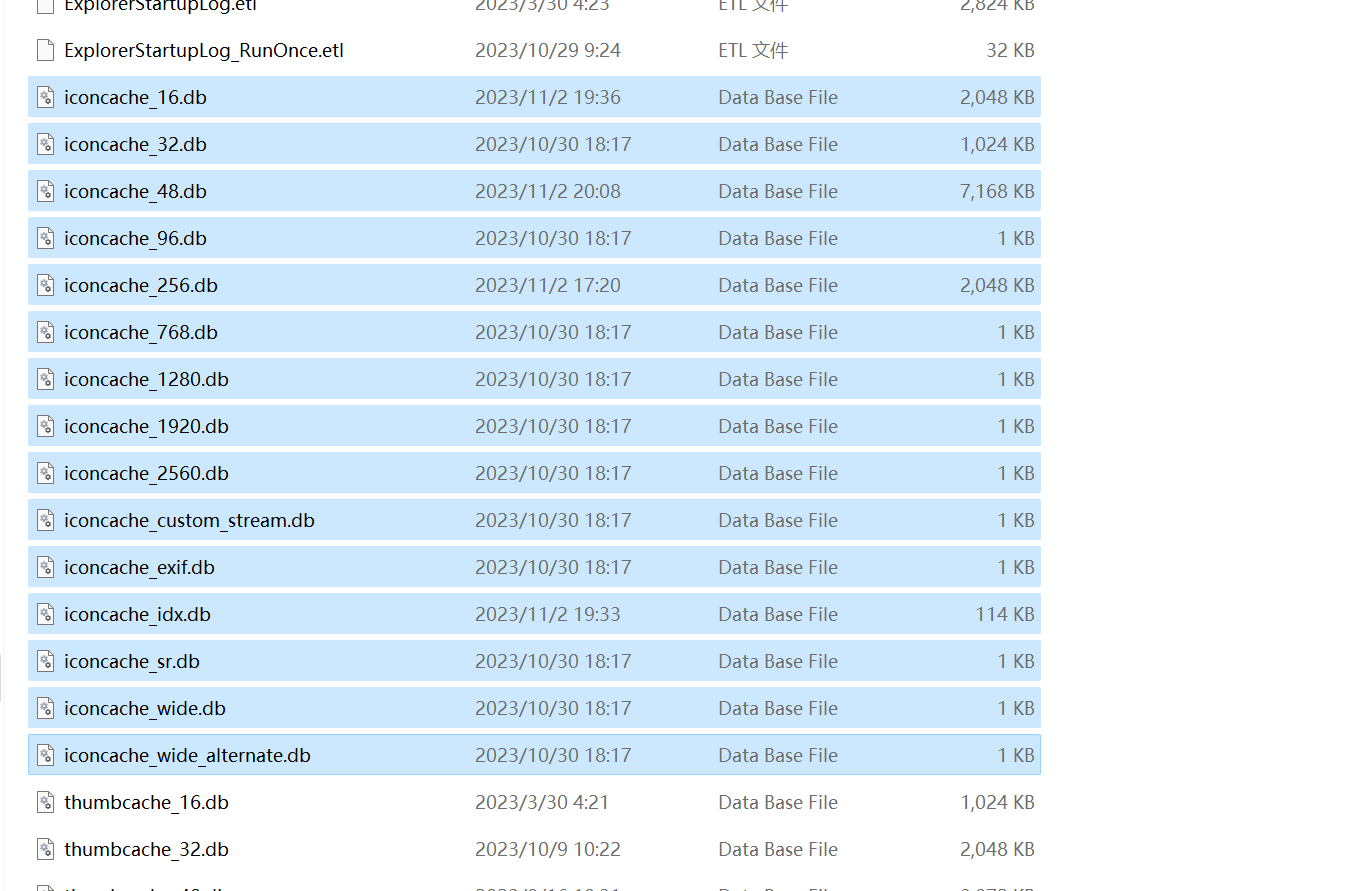 ExplorerStartupLog.etl 2023/3/30 4:23 ETL 文件 2,824 KB
ExplorerStartupLog_RunOnce.etl 2023/10/29 9:24 ETL 文件 32 KB
iconcache_16.db 2023/11/2 19:36 Data Base File 2,048 KB
iconcache_32.db 2023/10/30 18:17 Data Base File 1,024 KB
iconcache_48.db 2023/11/2 20:08 Data Base File 7,168 KB
iconcache_96.db 2023/10/30 18:17 Data Base File 1 KB
iconcache_256.db 2023/11/2 17:20 Data Base File 2,048 KB
iconcache_768.db 2023/10/30 18:17 Data Base File 1 KB
iconcache_1280.db 2023/10/30 18:17 Data Base File 1 KB
iconcache_1920.db 2023/10/30 18:17 Data Base File 1 KB
iconcache_2560.db 2023/10/30 18:17 Data Base File 1 KB
iconcache_custom_stream.db 2023/10/30 18:17 Data Base File 1 KB
iconcache_exif.db 2023/10/30 18:17 Data Base File 1 KB
iconcache_idx.db 2023/11/2 19:33 Data Base File 114 KB
iconcache_sr.db 2023/10/30 18:17 Data Base File 1 KB
iconcache_wide.db 2023/10/30 18:17 Data Base File 1 KB
iconcache_wide_alternate.db 2023/10/30 18:17 Data Base File 1 KB
thumbcache_16.db 2023/3/30 4:21 Data Base File 1,024 KB
thumbcache_32.db 2023/10/9 10:22 Data Base File 2,048 KB